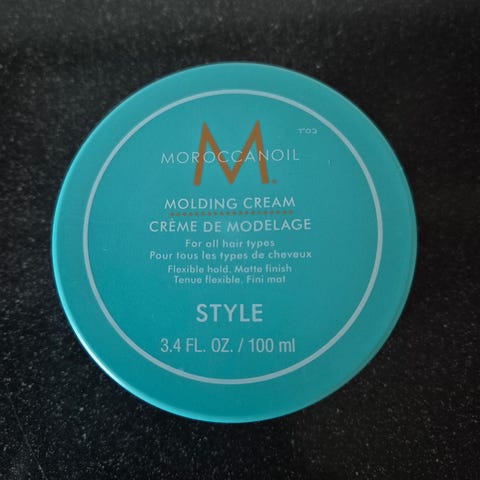 M
MOROCCANOIL
MOLDING CREAM
CRÈME DE MODELAGE
For all hair types
Pour tous les types de cheveux
Flexible hold. Matte finish
Tenue flexible. Fini mat
STYLE
3.4 FL. OZ. / 100 ml